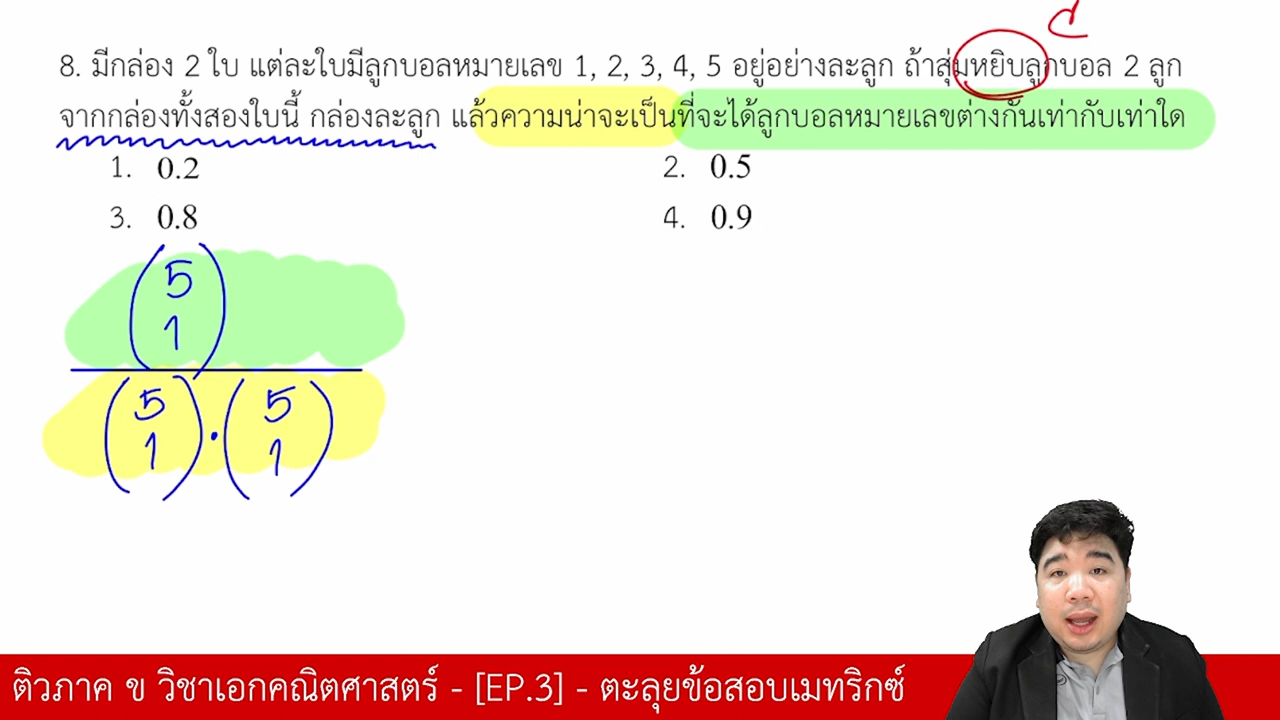 C
8. มีกล่อง 2 ใบ แต่ละใบมีลูกบอลหมายเลข 1, 2, 3, 4, 5 อยู่อย่างละลูก ถ้าสุ่มหยิบลูกบอล 2 ลูก
จากกล่องทั้งสองใบนี้ กล่องละลูก แล้วความน่าจะเป็นที่จะได้ลูกบอลหมายเลขต่างกันเท่ากับเท่าใด
1. 0.2 2. 0.5
3. 0.8 4. 0.9
(5
1)
(5 1) · (5 1)
ติวภาค ข วิชาเอกคณิตศาสตร์ - [EP.3] - ตะลุยข้อสอบเมทริกซ์